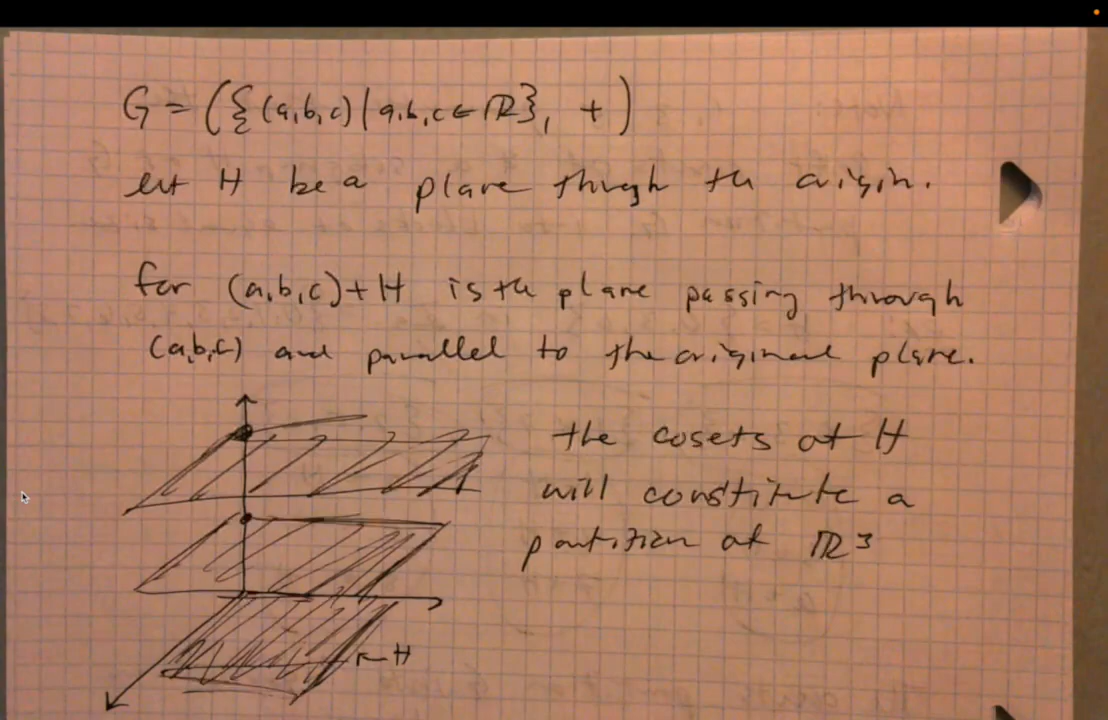 G = ({(a,b,c) | a,b,c ∈ ℝ}, +)
let H be a plane through the origin.
for (a,b,c) + H is the plane passing through
(a,b,c) and parallel to the original plane.
the cosets of H
will constitute a
partition of ℝ3
← H